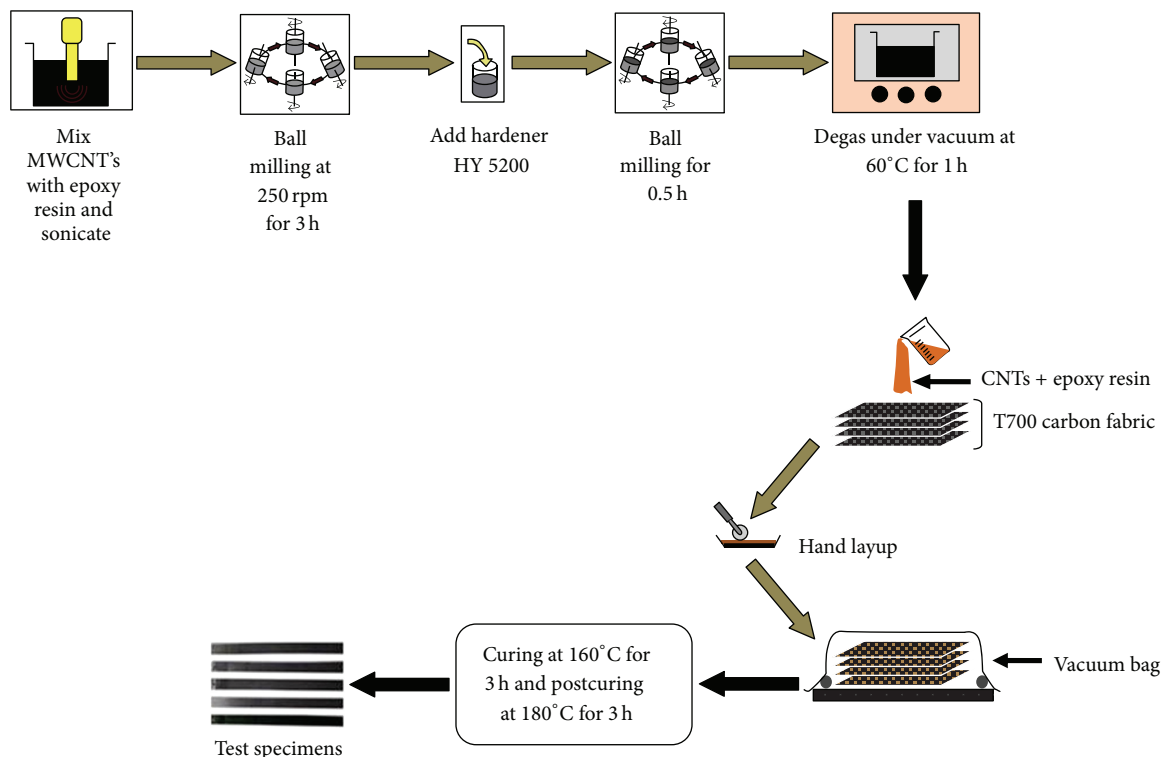 Mix
MWCNT's
with epoxy
resin and
sonicate
Ball
milling at
250 rpm
for 3 h
Add hardener
HY 5200
Ball
milling for
0.5 h
Degas under vacuum at
60°C for 1 h
CNTs + epoxy resin
T700 carbon fabric
Hand layup
Vacuum bag
Curing at 160°C for
3 h and postcuring
at 180°C for 3 h
Test specimens